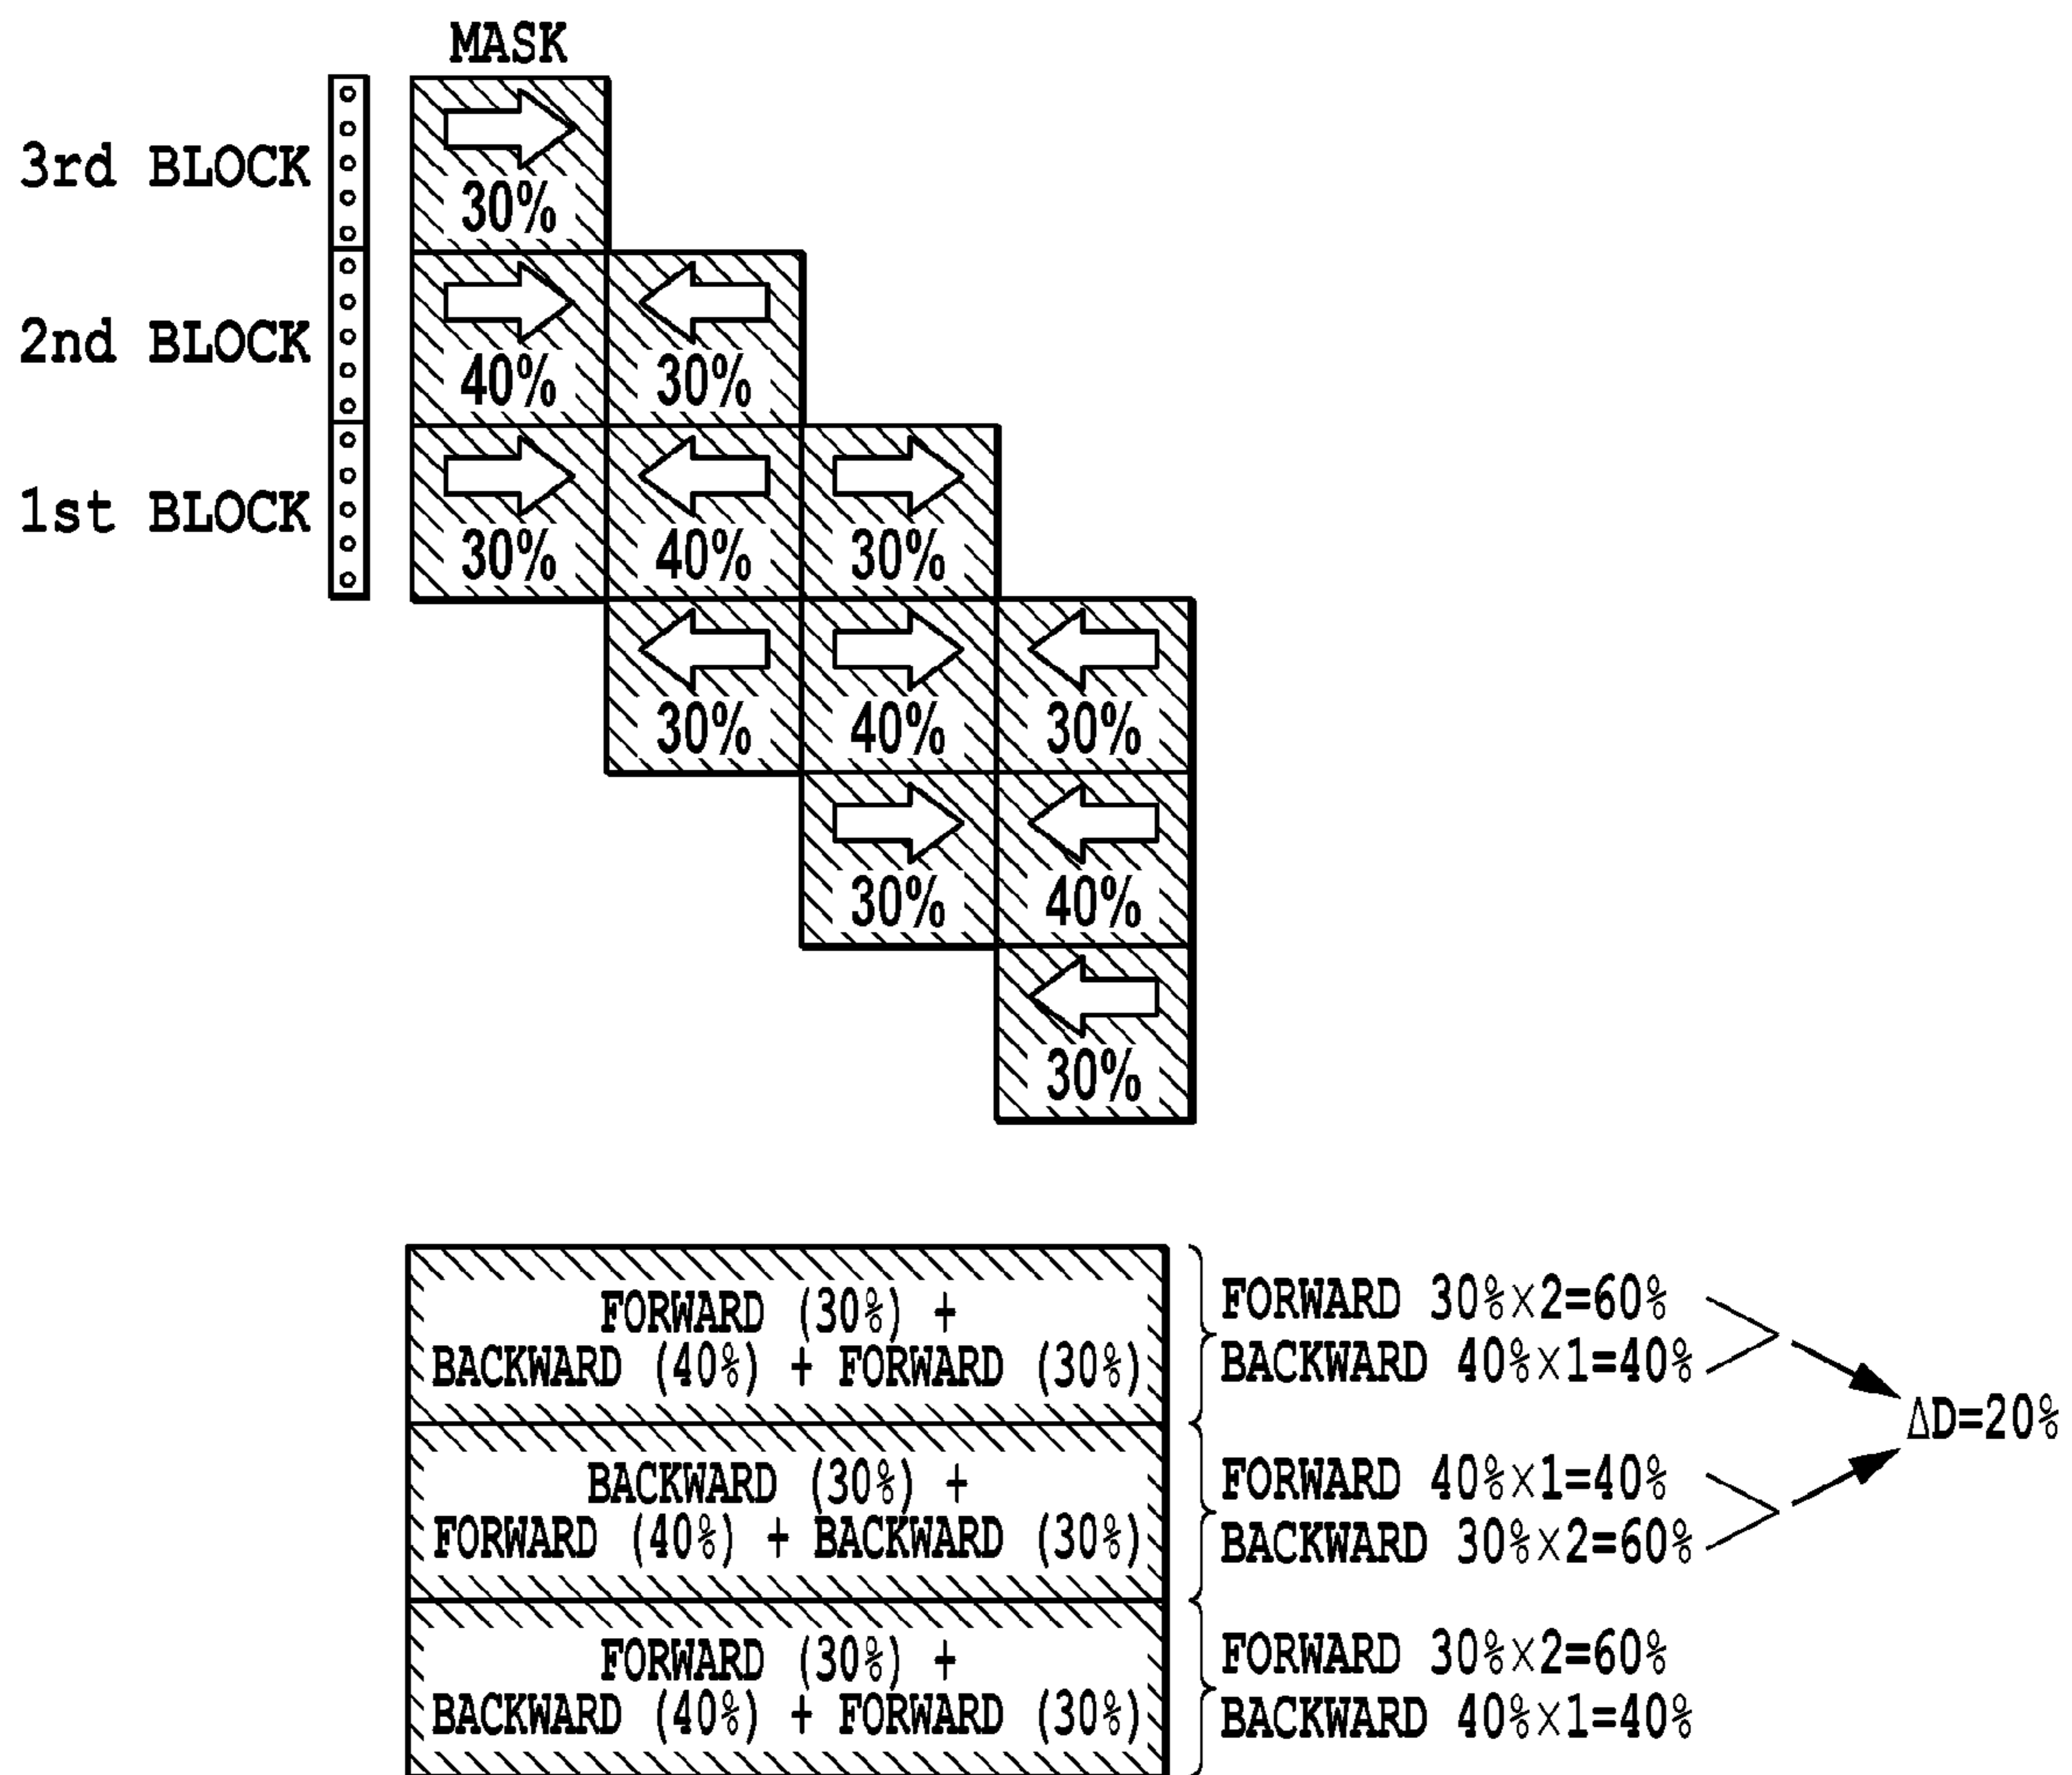 MASK
3rd BLOCK
30%
2nd BLOCK
40% 30%
1st BLOCK
30% 40% 30%
30% 40% 30%
30% 40%
30%
FORWARD (30%) +
BACKWARD (40%) + FORWARD (30%)
FORWARD 30%×2=60%
BACKWARD 40%×1=40%
ΔD=20%
BACKWARD (30%) +
FORWARD (40%) + BACKWARD (30%)
FORWARD 40%×1=40%
BACKWARD 30%×2=60%
FORWARD (30%) +
BACKWARD (40%) + FORWARD (30%)
FORWARD 30%×2=60%
BACKWARD 40%×1=40%